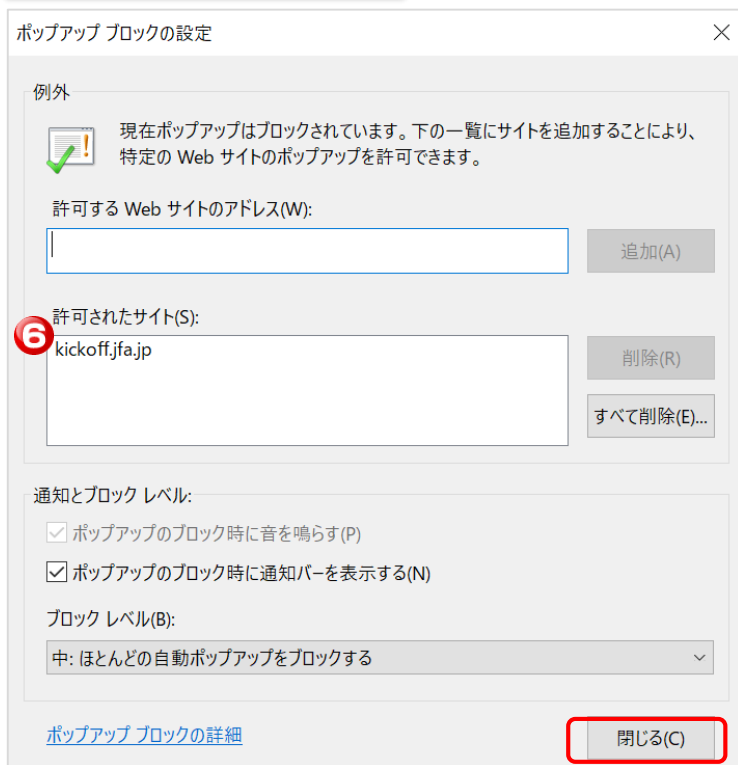 ポップアップ ブロックの設定
例外
現在ポップアップはブロックされています。下の一覧にサイトを追加することにより、
特定の Web サイトのポップアップを許可できます。
許可する Web サイトのアドレス(W):
追加(A)
許可されたサイト(S):
6
kickoff.jfa.jp
削除(R)
すべて削除(E)...
通知とブロック レベル:
ポップアップのブロック時に音を鳴らす(P)
ポップアップのブロック時に通知バーを表示する(N)
ブロック レベル(B):
中: ほとんどの自動ポップアップをブロックする
ポップアップ ブロックの詳細
閉じる(C)